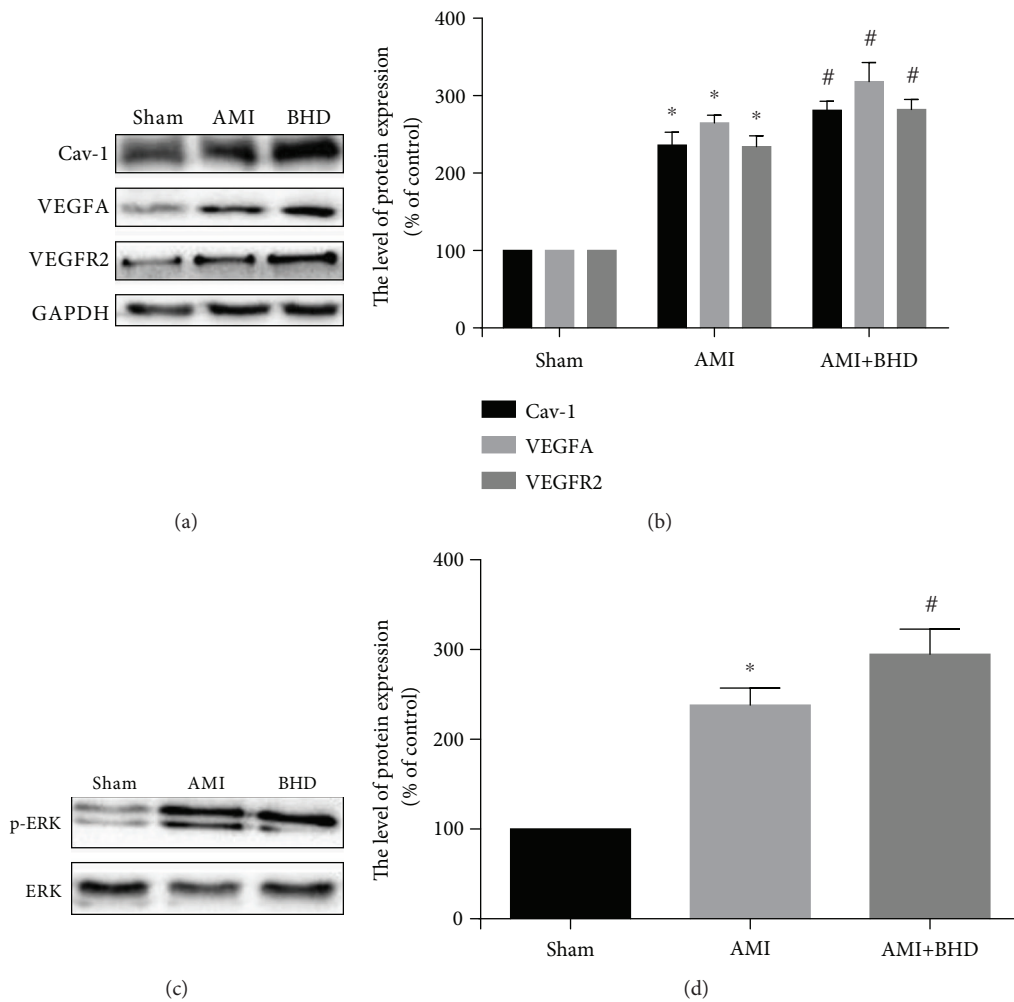 Sham AMI BHD
Cav-1
VEGFA
VEGFR2
GAPDH
(a)
The level of protein expression
(% of control)
400
300
200
100
0
* * *
# # #
Sham AMI AMI+BHD
Cav-1
VEGFA
VEGFR2
(b)
Sham AMI BHD
p-ERK
ERK
(c)
The level of protein expression
(% of control)
400
300
200
100
0
*
#
Sham AMI AMI+BHD
(d)